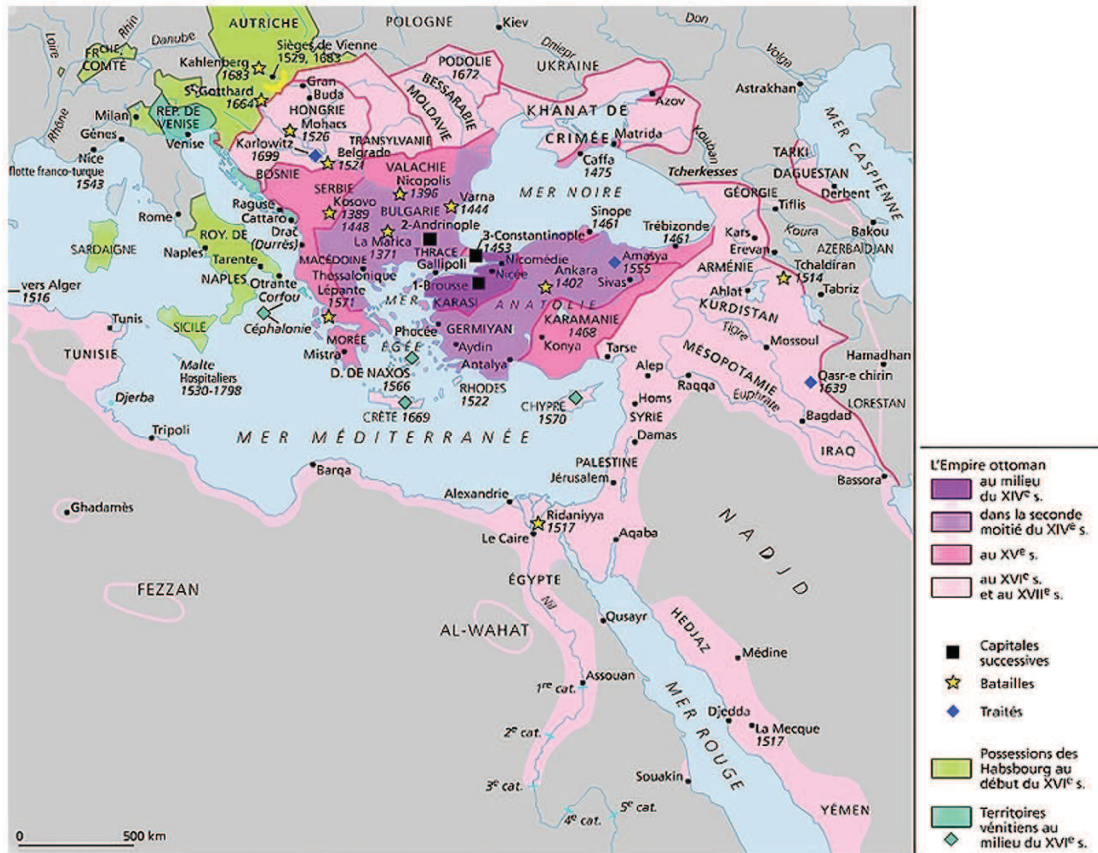 AUTRICHE
POLOGNE
Kiev
Don
Rhin
Loire
Danube
Dniepr
Volga
FRCHE
COMTÉ
Sièges de Vienne
1529, 1683
Kahlenberg
1683
PODOLIE
1672
UKRAINE
Astrakhan
St-Gotthard
1664
Gran
Buda
BESSARABIE
MOLDAVIE
Azov
KHANAT DE
CRIMÉE
HONGRIE
Mohacs
1526
Milan
RÉP. DE
VENISE
Rhône
Gênes
Venise
Karlowitz
1699
TRANSYLVANIE
Belgrade
1521
Matrida
Kouban
MER CASPIENNE
Nice
flotte franco-turque
1543
BOSNIE
VALACHIE
Caffa
1475
TARKI
DAGUESTAN
Tcherkesses
SERBIE
Nicopolis
1396
MER NOIRE
Derbent
Raguse
Kosovo
1389
1448
Varna
1444
GÉORGIE
Tiflis
Rome
Cattaro
BULGARIE
Sinope
1461
Trébizonde
1461
Koura
Bakou
ROY. DE
NAPLES
Drač
(Durrës)
2-Andrinople
3-Constantinople
1453
Kars
Erevan
AZERBAÏDJAN
SARDAIGNE
Naples
La Marica
1371
THRACE
Gallipoli
Nicomédie
Nicée
Amasya
1555
ARMÉNIE
Tchaldiran
1514
Tarente
MACÉDOINE
Thessalonique
Ankara
1402
Sivas
Ahlat
Tabriz
vers Alger
1516
Otrante
Corfou
Lépante
1571
1-Brousse
KARASI
ANATOLIE
KURDISTAN
Tunis
SICILE
Céphalonie
MER
ÉGÉE
Phocée
GERMIYAN
KARAMANIE
1468
Tigre
TUNISIE
MORÉE
Mistra
Aydin
Konya
Mossoul
Hamadhan
Malte
Hospitaliers
1530-1798
Antalya
Tarse
MÉSOPOTAMIE
Qasr-e chirin
1639
Djerba
D. DE NAXOS
1566
RHODES
1522
Alep
Raqqa
Euphrate
LORESTAN
CRÈTE 1669
CHYPRE
1570
Homs
SYRIE
Bagdad
Tripoli
MER MÉDITERRANÉE
Damas
IRAQ
Barqa
PALESTINE
Jérusalem
Bassora
Alexandrie
Ghadamès
Ridaniyya
1517
Le Caire
Aqaba
NADJD
ÉGYPTE
FEZZAN
Nil
AL-WAHAT
Qusayr
HEDJAZ
Médine
Assouan
1re cat.
MER ROUGE
Djedda
La Mecque
1517
2e cat.
3e cat.
Souakin
4e cat.
5e cat.
YÉMEN
0
500 km
L'Empire ottoman
au milieu
du XIVe s.
dans la seconde
moitié du XIVe s.
au XVe s.
au XVIe s.
et au XVIIe s.
Capitales
successives
Batailles
Traités
Possessions des
Habsbourg au
début du XVIe s.
Territoires
vénitiens au
milieu du XVIe s.